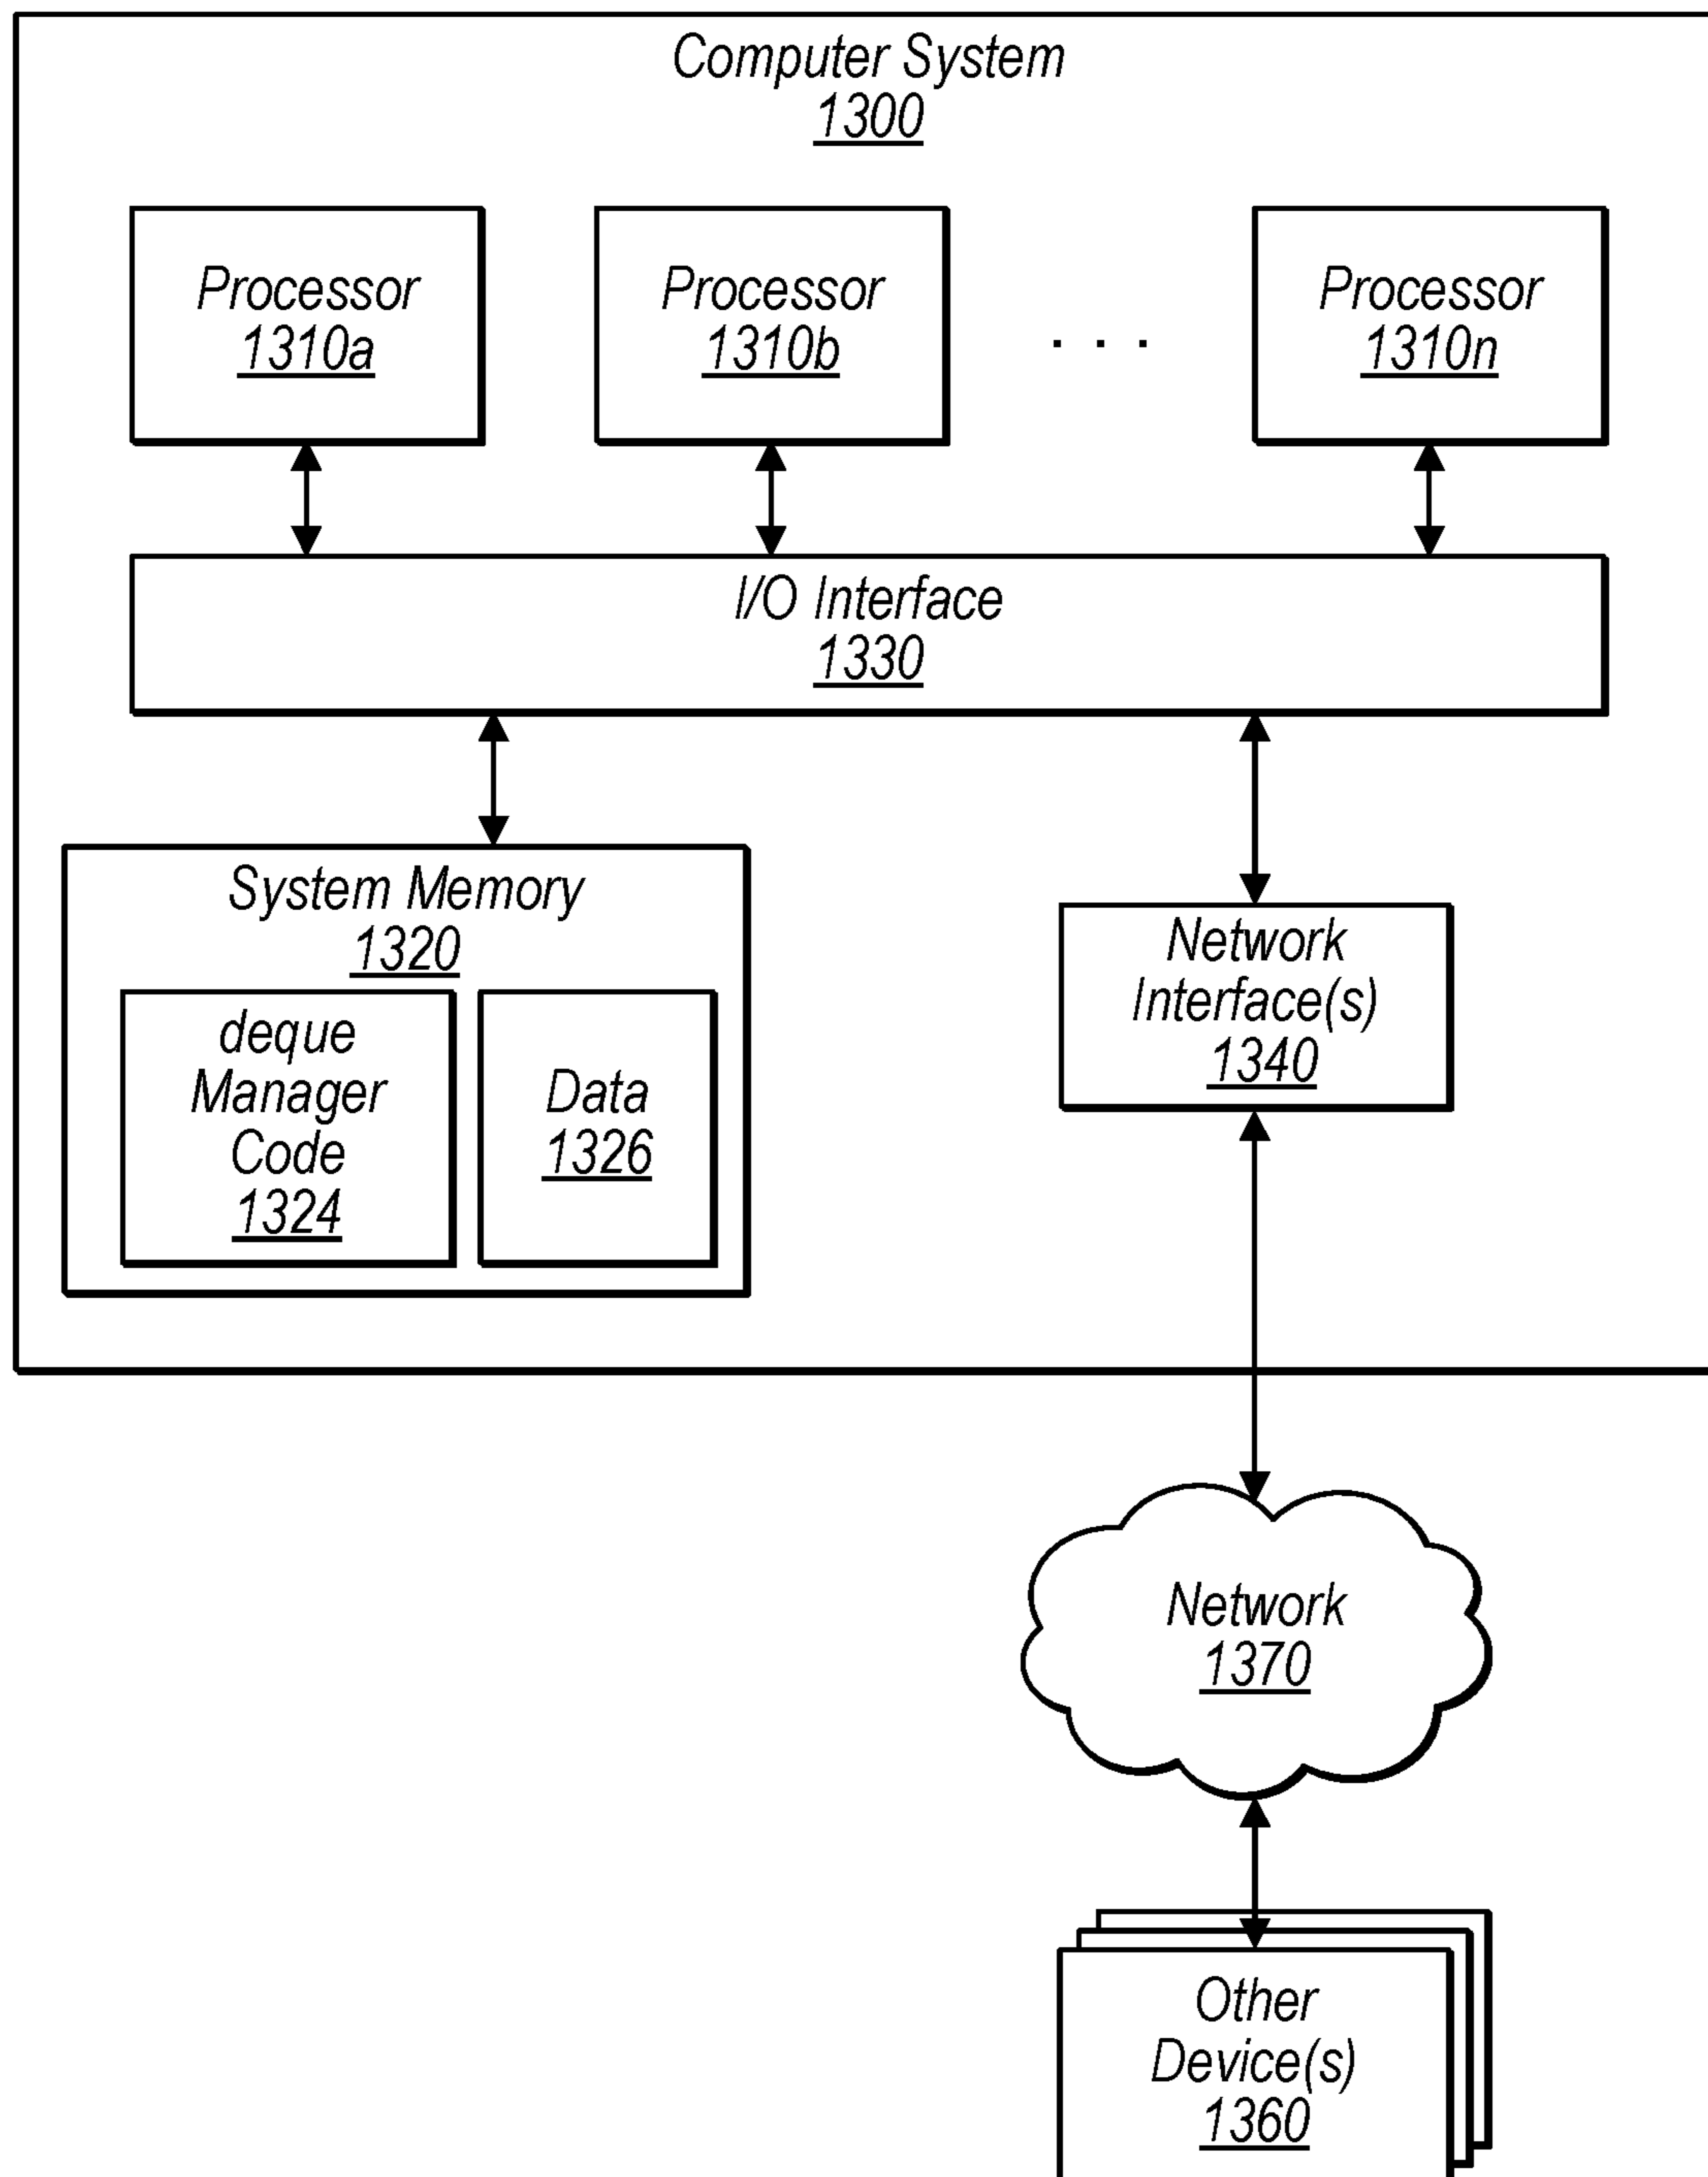 Computer System
1300
Processor
1310a
Processor
1310b
. . .
Processor
1310n
I/O Interface
1330
System Memory
1320
deque
Manager
Code
1324
Data
1326
Network
Interface(s)
1340
Network
1370
Other
Device(s)
1360